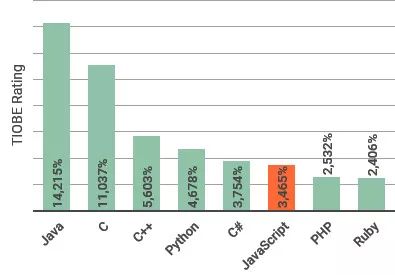 TIOBE Rating
14,215%
11,037%
5,603%
4,678%
3,754%
3,465%
2,532%
2,406%
Java
C
C++
Python
C#
JavaScript
PHP
Ruby